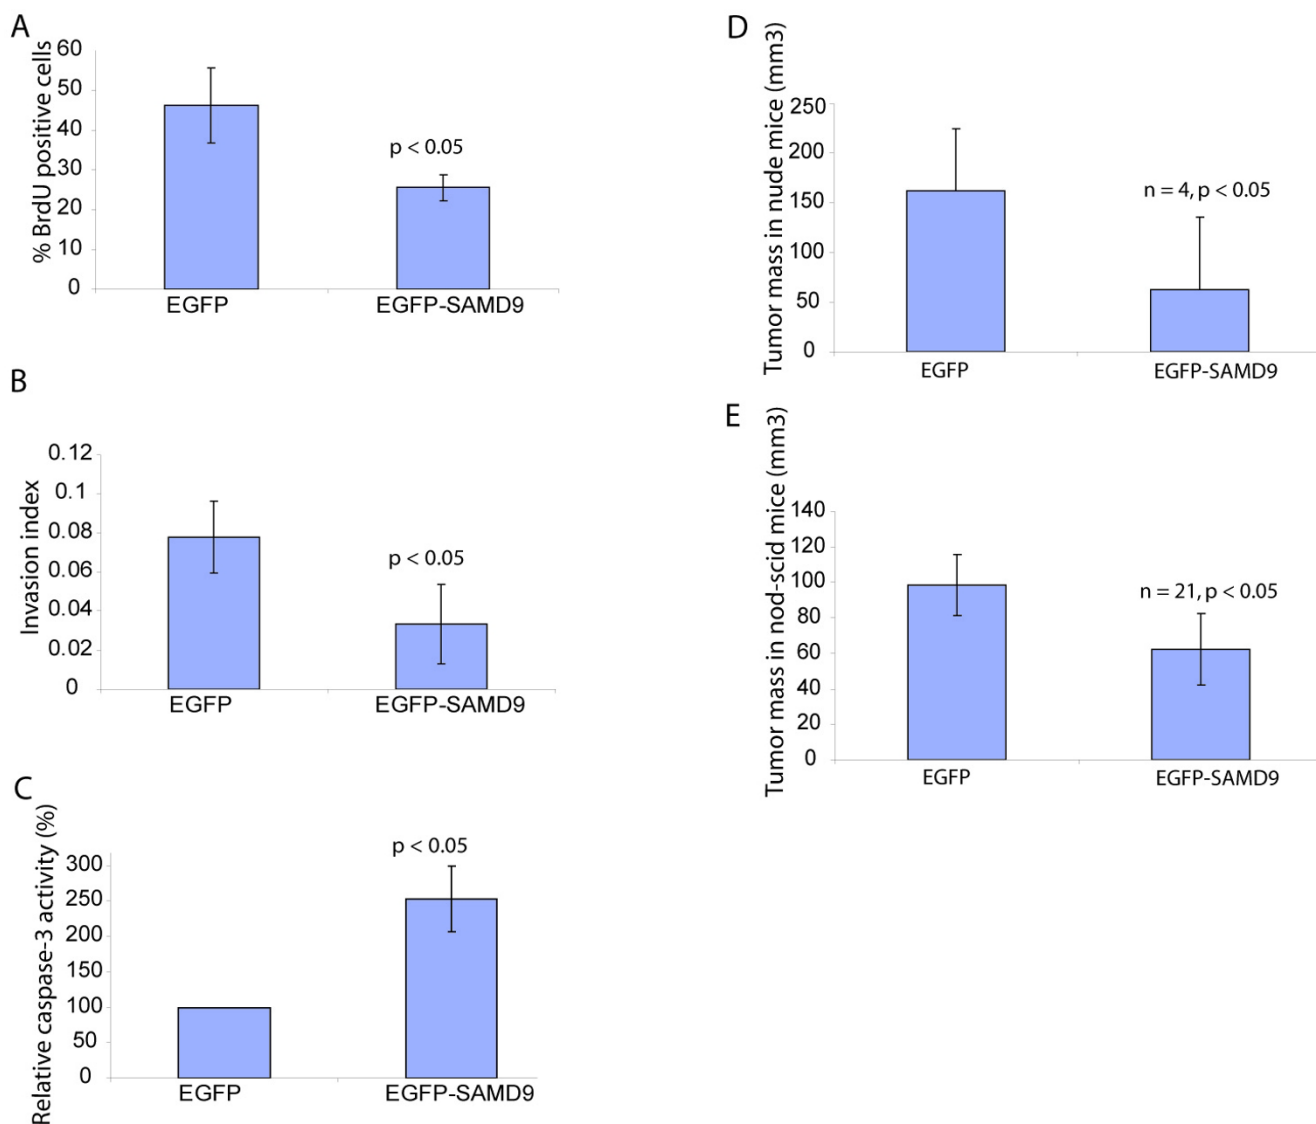 A
% BrdU positive cells
60
50
40
30
20
10
0
p < 0.05
EGFP
EGFP-SAMD9
B
Invasion index
0.12
0.1
0.08
0.06
0.04
0.02
0
p < 0.05
EGFP
EGFP-SAMD9
C
Relative caspase-3 activity (%)
300
250
200
150
100
50
0
p < 0.05
EGFP
EGFP-SAMD9
D
Tumor mass in nude mice (mm3)
250
200
150
100
50
0
n = 4, p < 0.05
EGFP
EGFP-SAMD9
E
Tumor mass in nod-scid mice (mm3)
140
120
100
80
60
40
20
0
n = 21, p < 0.05
EGFP
EGFP-SAMD9